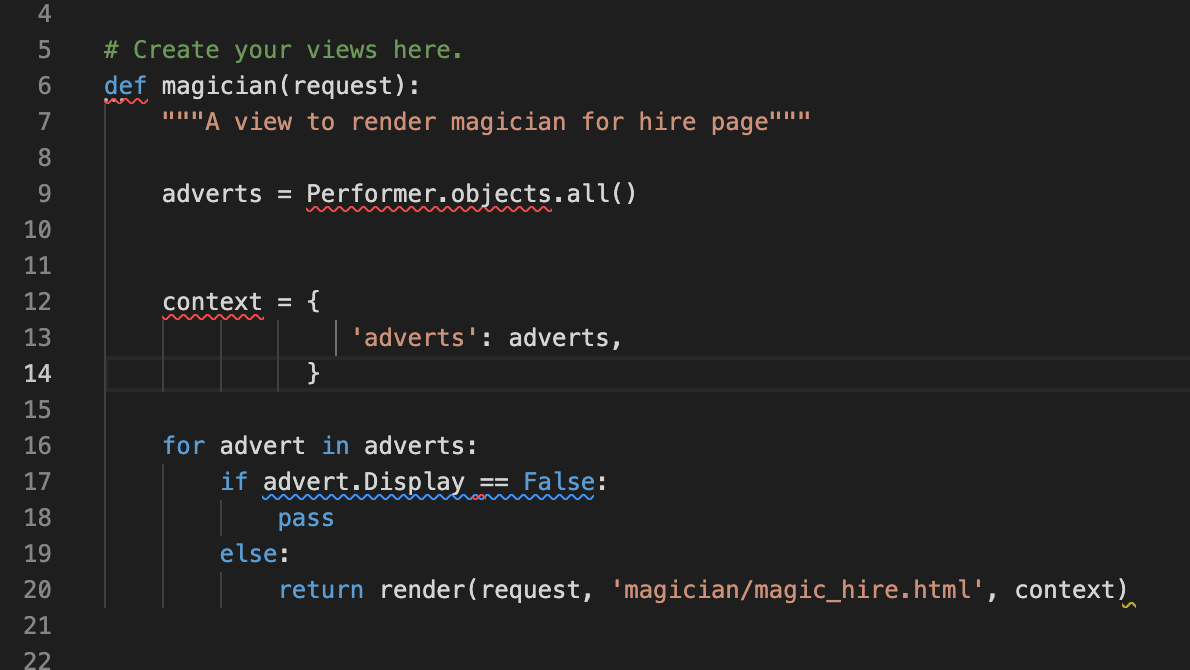 4
5 # Create your views here.
6 def magician(request):
7     """A view to render magician for hire page"""
8
9     adverts = Performer.objects.all()
10
11
12     context = {
13                  'adverts': adverts,
14               }
15
16     for advert in adverts:
17         if advert.Display == False:
18             pass
19         else:
20             return render(request, 'magician/magic_hire.html', context)
21
22